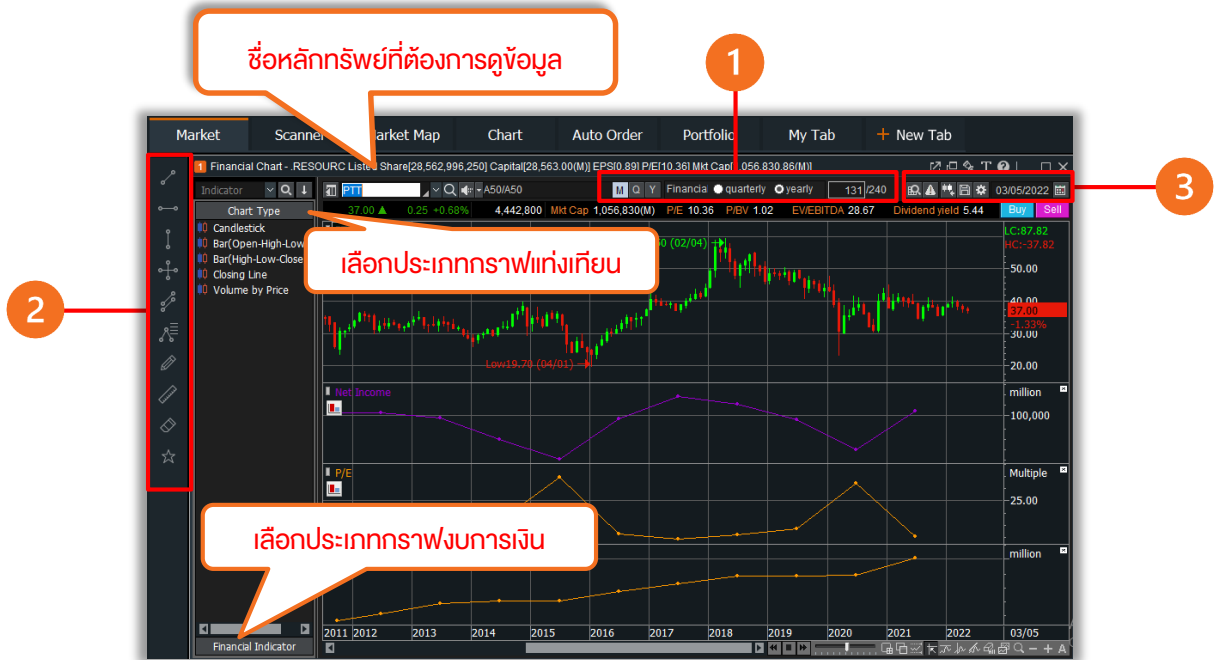 ชื่อหลักทรัพย์ที่ต้องการดูข้อมูล
1
Market Scanner Market Map Chart Auto Order Portfolio My Tab + New Tab
1 Financial Chart - .RESOURC Listed Share[28,562,996,250] Capital[28,563.00(M)] EPS[0.89] P/E[10.36] Mkt Cap[1,056,830.86(M)]
Indicator PTT A50/A50 M Q Y Financial quarterly yearly 131 /240 03/05/2022
3
Chart Type
37.00 ▲ 0.25 +0.68% 4,442,800 Mkt Cap 1,056,830(M) P/E 10.36 P/BV 1.02 EV/EBITDA 28.67 Dividend yield 5.44 Buy Sell
Candlestick
Bar(Open-High-Low
Bar(High-Low-Close
Closing Line
Volume by Price
เลือกประเภทกราฟแท่งเทียน
(02/04)
LC:87.82
HC:-37.82
50.00
40.00
37.00
-1.33%
30.00
20.00
2
Low19.70 (04/01)
Net Income
million
100,000
P/E
Multiple
25.00
เลือกประเภทกราฟงบการเงิน
million
2011 2012 2013 2014 2015 2016 2017 2018 2019 2020 2021 2022 03/05
Financial Indicator